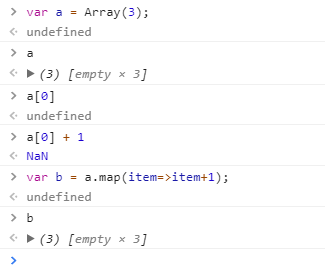 > var a = Array(3);
<· undefined
> a
<· ▶ (3) [empty × 3]
> a[0]
<· undefined
> a[0] + 1
<· NaN
> var b = a.map(item=>item+1);
<· undefined
> b
<· ▶ (3) [empty × 3]
>